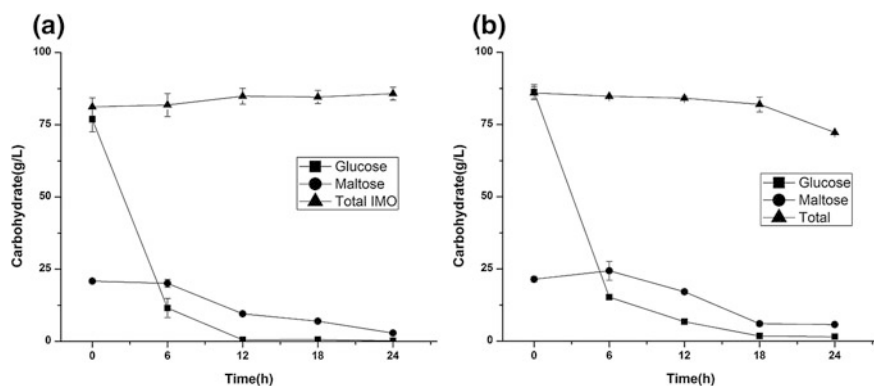 (a)
100
75
50
25
0
Carbohydrate(g/L)
Glucose
Maltose
Total IMO
0 6 12 18 24
Time(h)
(b)
100
75
50
25
0
Carbohydrate(g/L)
Glucose
Maltose
Total
0 6 12 18 24
Time(h)